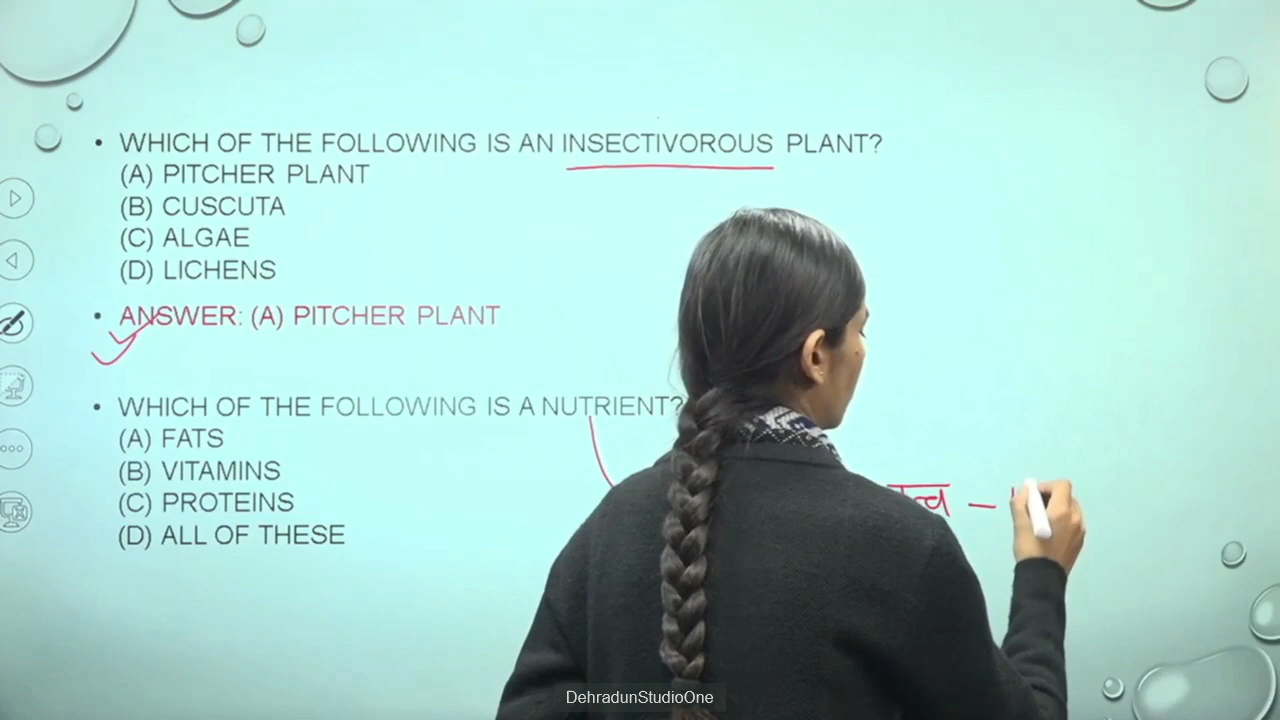 • WHICH OF THE FOLLOWING IS AN INSECTIVOROUS PLANT?
(A) PITCHER PLANT
(B) CUSCUTA
(C) ALGAE
(D) LICHENS
• ANSWER: (A) PITCHER PLANT
• WHICH OF THE FOLLOWING IS A NUTRIENT?
(A) FATS
(B) VITAMINS
(C) PROTEINS
(D) ALL OF THESE
DehradunStudioOne